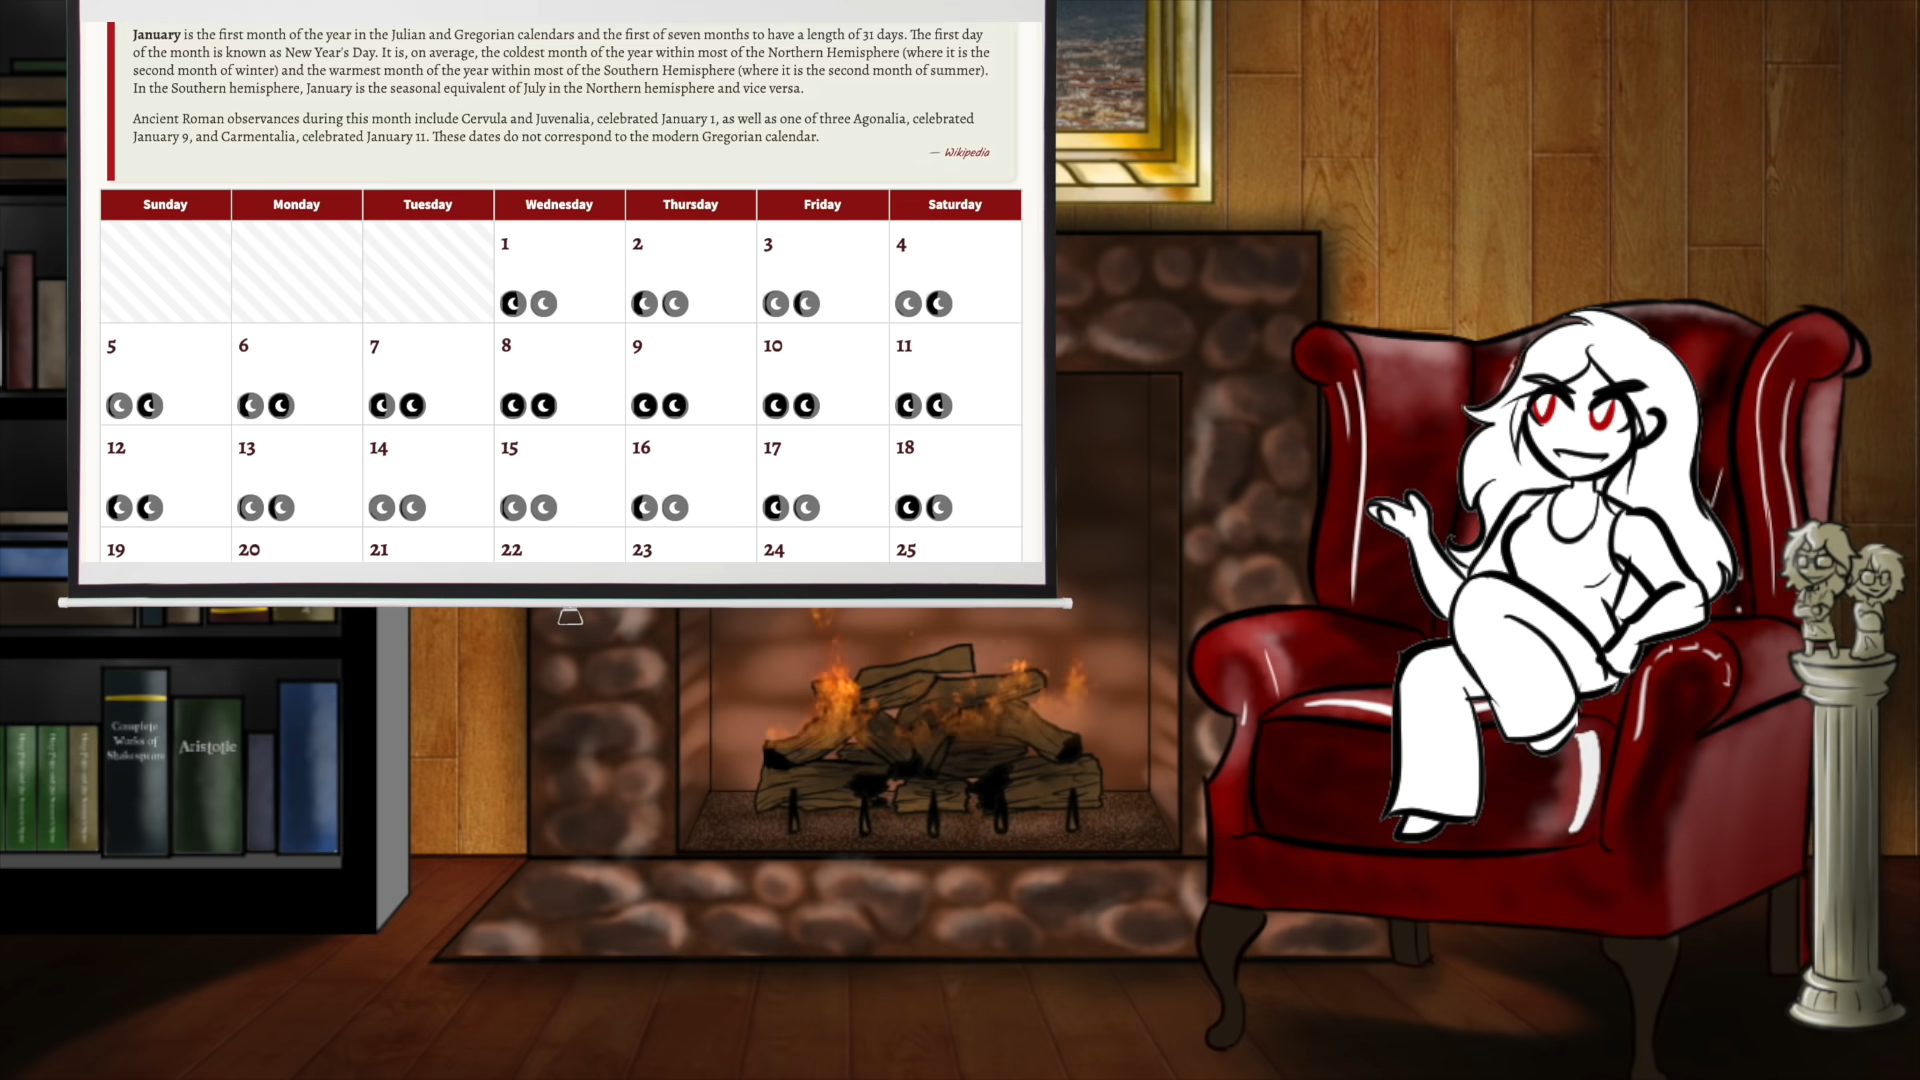 January is the first month of the year in the Julian and Gregorian calendars and the first of seven months to have a length of 31 days. The first day
of the month is known as New Year's Day. It is, on average, the coldest month of the year within most of the Northern Hemisphere (where it is the
second month of winter) and the warmest month of the year within most of the Southern Hemisphere (where it is the second month of summer).
In the Southern hemisphere, January is the seasonal equivalent of July in the Northern hemisphere and vice versa.
Ancient Roman observances during this month include Cervula and Juvenalia, celebrated January 1, as well as one of three Agonalia, celebrated
January 9, and Carmentalia, celebrated January 11. These dates do not correspond to the modern Gregorian calendar.
— Wikipedia
Sunday Monday Tuesday Wednesday Thursday Friday Saturday
1 2 3 4
5 6 7 8 9 10 11
12 13 14 15 16 17 18
19 20 21 22 23 24 25
Complete
Works of
Shakespeare
Aristotle